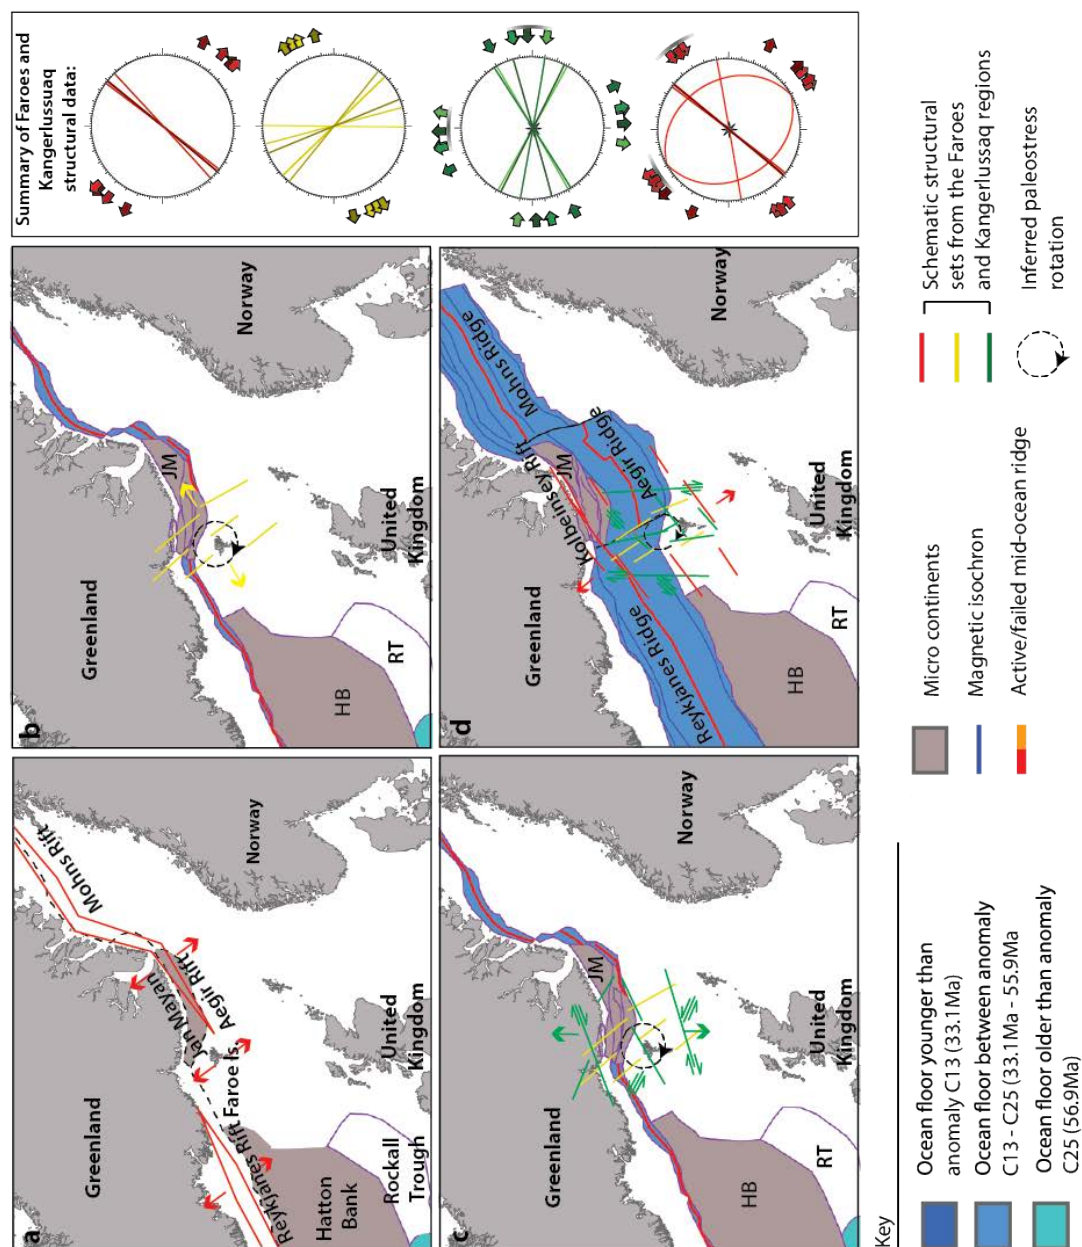 a
Mohns Rift
Greenland
Jan Mayan
Aegir Rift
Norway
Reykjanes Rift
Faroe Is.
Hatton
Bank
Rockall
Trough
United
Kingdom
b
Greenland
JM
Norway
HB
RT
United
Kingdom
Summary of Faroes and
Kangerlussuaq
structural data:
c
Greenland
JM
Norway
HB
RT
United
Kingdom
d
Greenland
Mohns Ridge
Kolbeinsey Rift
JM
Aegir Ridge
Norway
Reykjanes Ridge
HB
RT
United
Kingdom
Key
Ocean floor younger than
anomaly C13 (33.1Ma)
Ocean floor between anomaly
C13 - C25 (33.1Ma - 55.9Ma
Ocean floor older than anomaly
C25 (56.9Ma)
Micro continents
Magnetic isochron
Active/failed mid-ocean ridge
Schematic structural
sets from the Faroes
and Kangerlussaq regions
Inferred paleostress
rotation